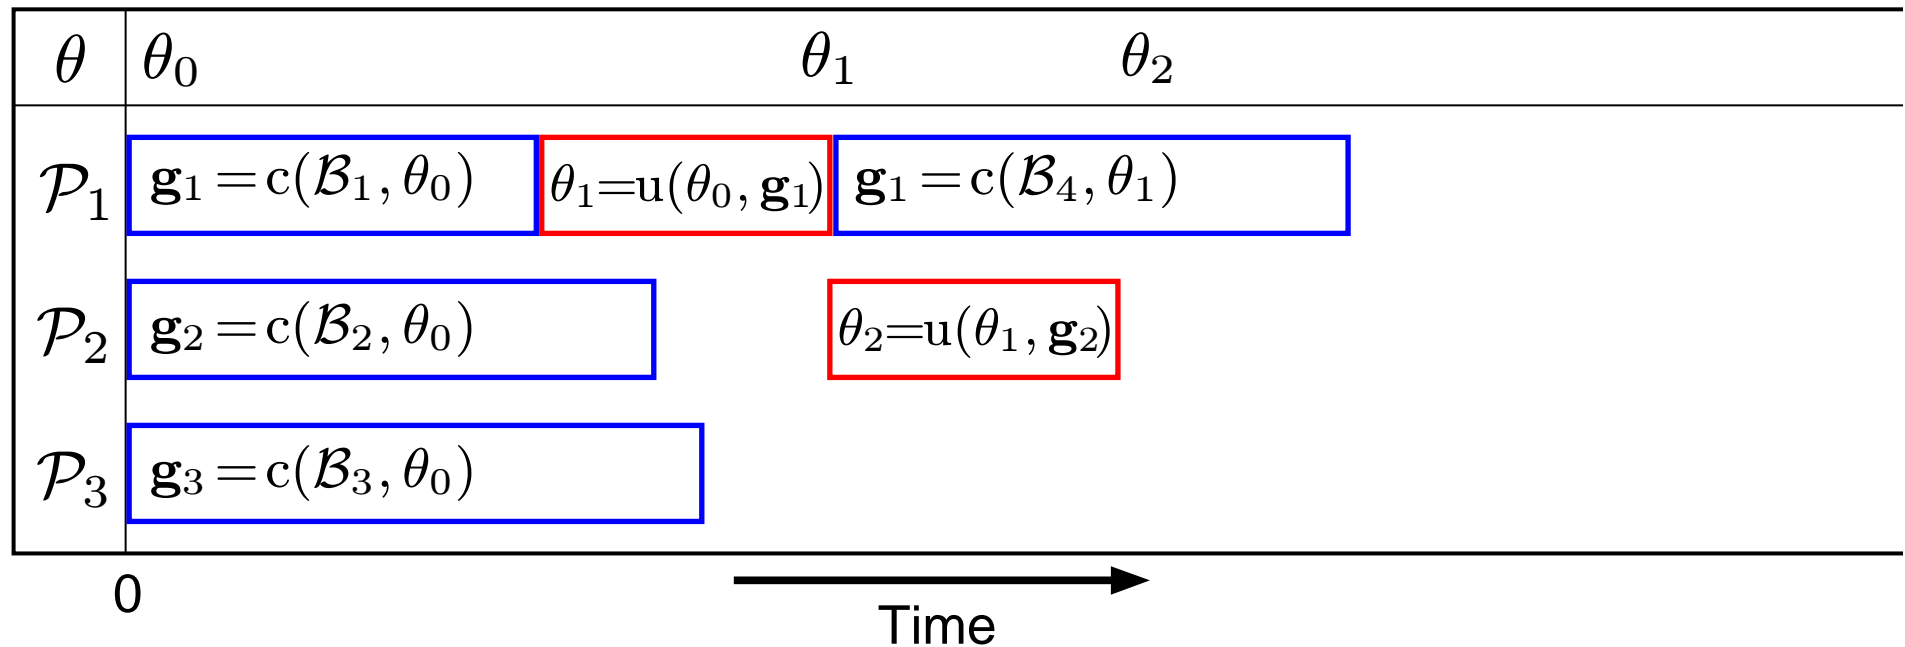 θ θ₀ θ₁ θ₂
𝒫₁ 𝐠₁ = c(ℬ₁, θ₀) θ₁=u(θ₀, 𝐠₁) 𝐠₁ = c(ℬ₄, θ₁)
𝒫₂ 𝐠₂ = c(ℬ₂, θ₀) θ₂=u(θ₁, 𝐠₂)
𝒫₃ 𝐠₃ = c(ℬ₃, θ₀)
0
Time